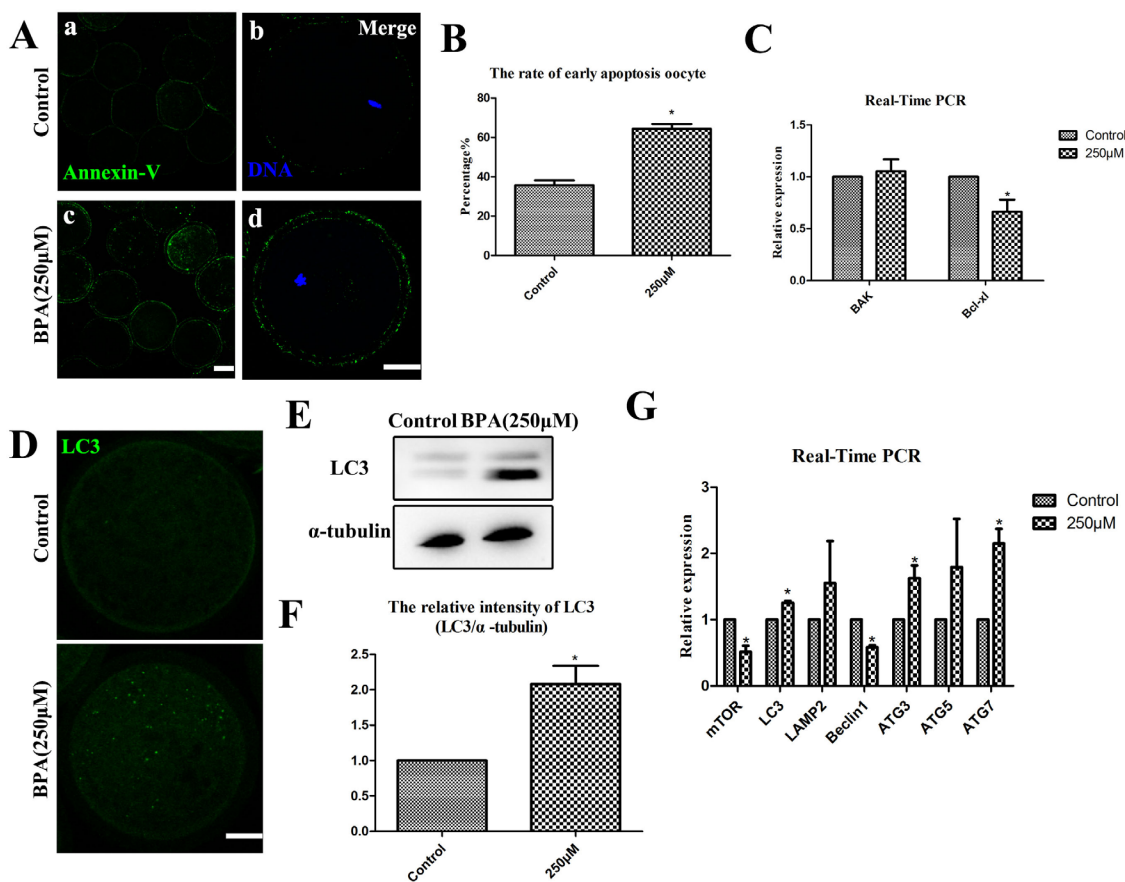 A
a
b
Merge
Control
Annexin-V
DNA
c
d
BPA(250µM)
B
The rate of early apoptosis oocyte
Percentage%
80
60
40
20
0
*
Control
250µM
C
Real-Time PCR
Relative expression
1.5
1.0
0.5
0.0
*
BAK
Bcl-xl
Control
250µM
D
LC3
Control
BPA(250µM)
E
Control BPA(250µM)
LC3
α-tubulin
F
The relative intensity of LC3
(LC3/α -tubulin)
2.5
2.0
1.5
1.0
0.5
0.0
*
Control
250µM
G
Real-Time PCR
Relative expression
3
2
1
0
*
*
*
*
*
mTOR
LC3
LAMP2
Beclin1
ATG3
ATG5
ATG7
Control
250µM